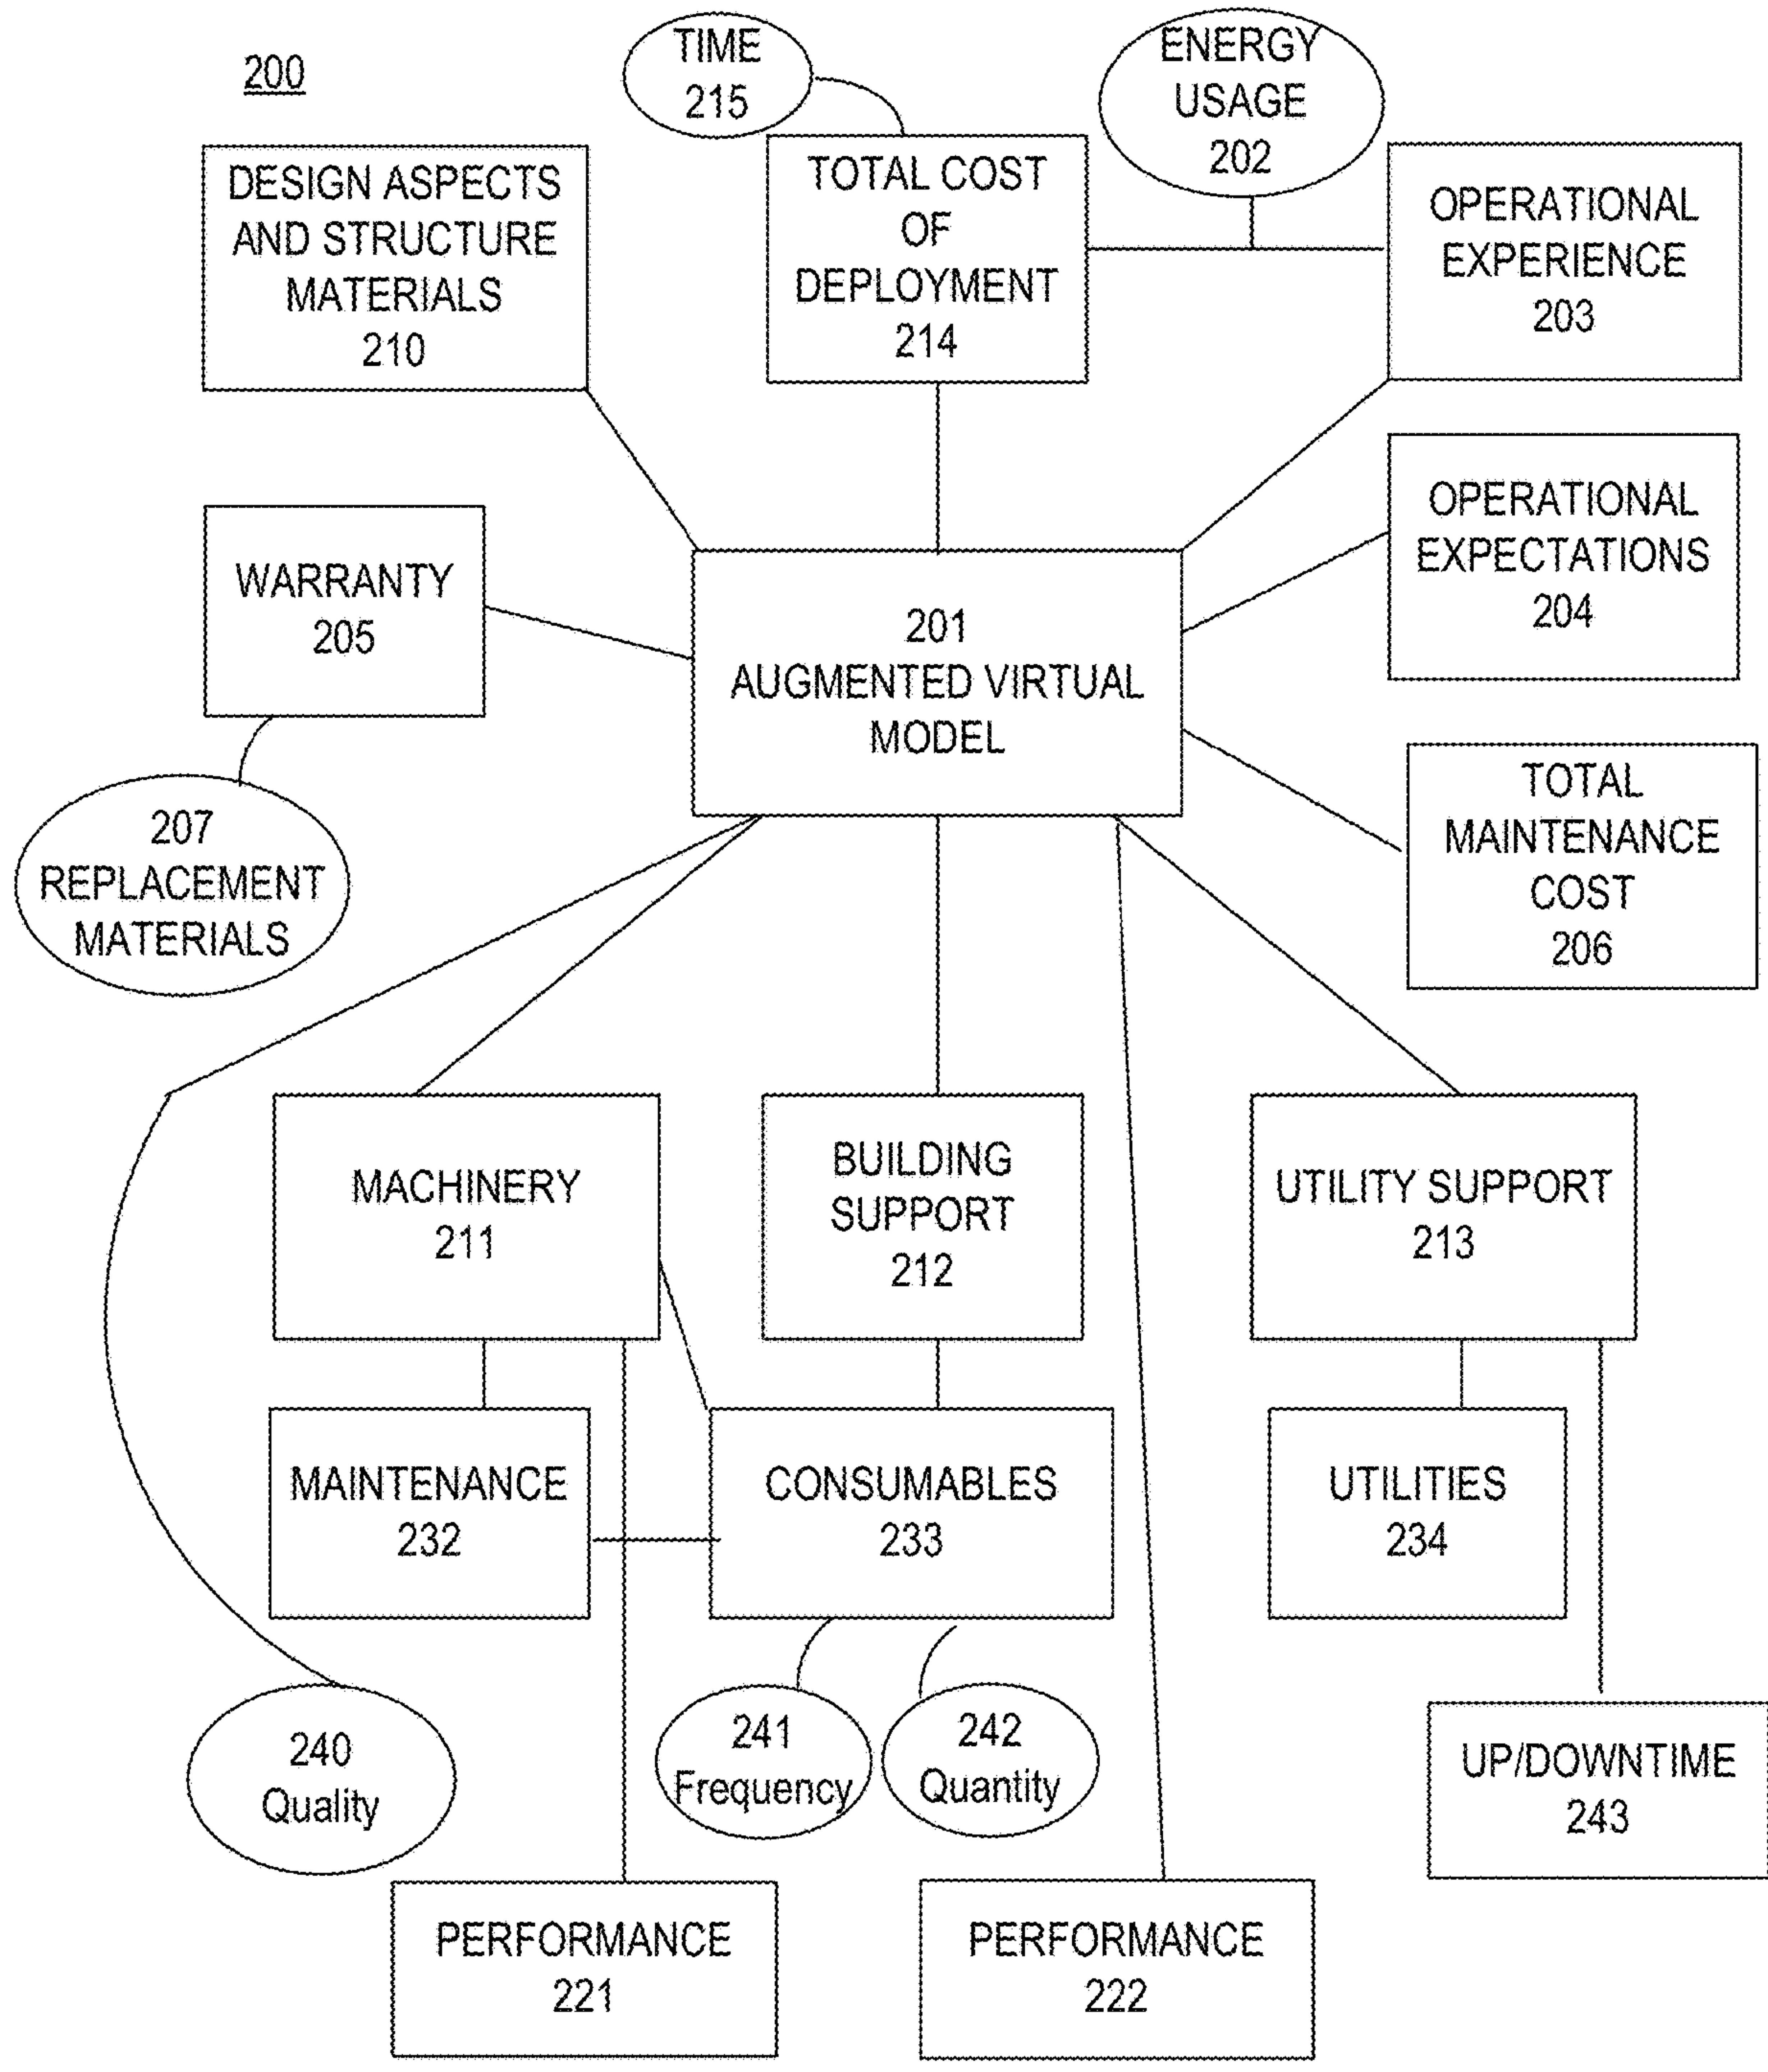 200
TIME
215
ENERGY
USAGE
202
DESIGN ASPECTS
AND STRUCTURE
MATERIALS
210
TOTAL COST
OF
DEPLOYMENT
214
OPERATIONAL
EXPERIENCE
203
WARRANTY
205
201
AUGMENTED VIRTUAL
MODEL
OPERATIONAL
EXPECTATIONS
204
207
REPLACEMENT
MATERIALS
TOTAL
MAINTENANCE
COST
206
MACHINERY
211
BUILDING
SUPPORT
212
UTILITY SUPPORT
213
MAINTENANCE
232
CONSUMABLES
233
UTILITIES
234
240
Quality
241
Frequency
242
Quantity
UP/DOWNTIME
243
PERFORMANCE
221
PERFORMANCE
222